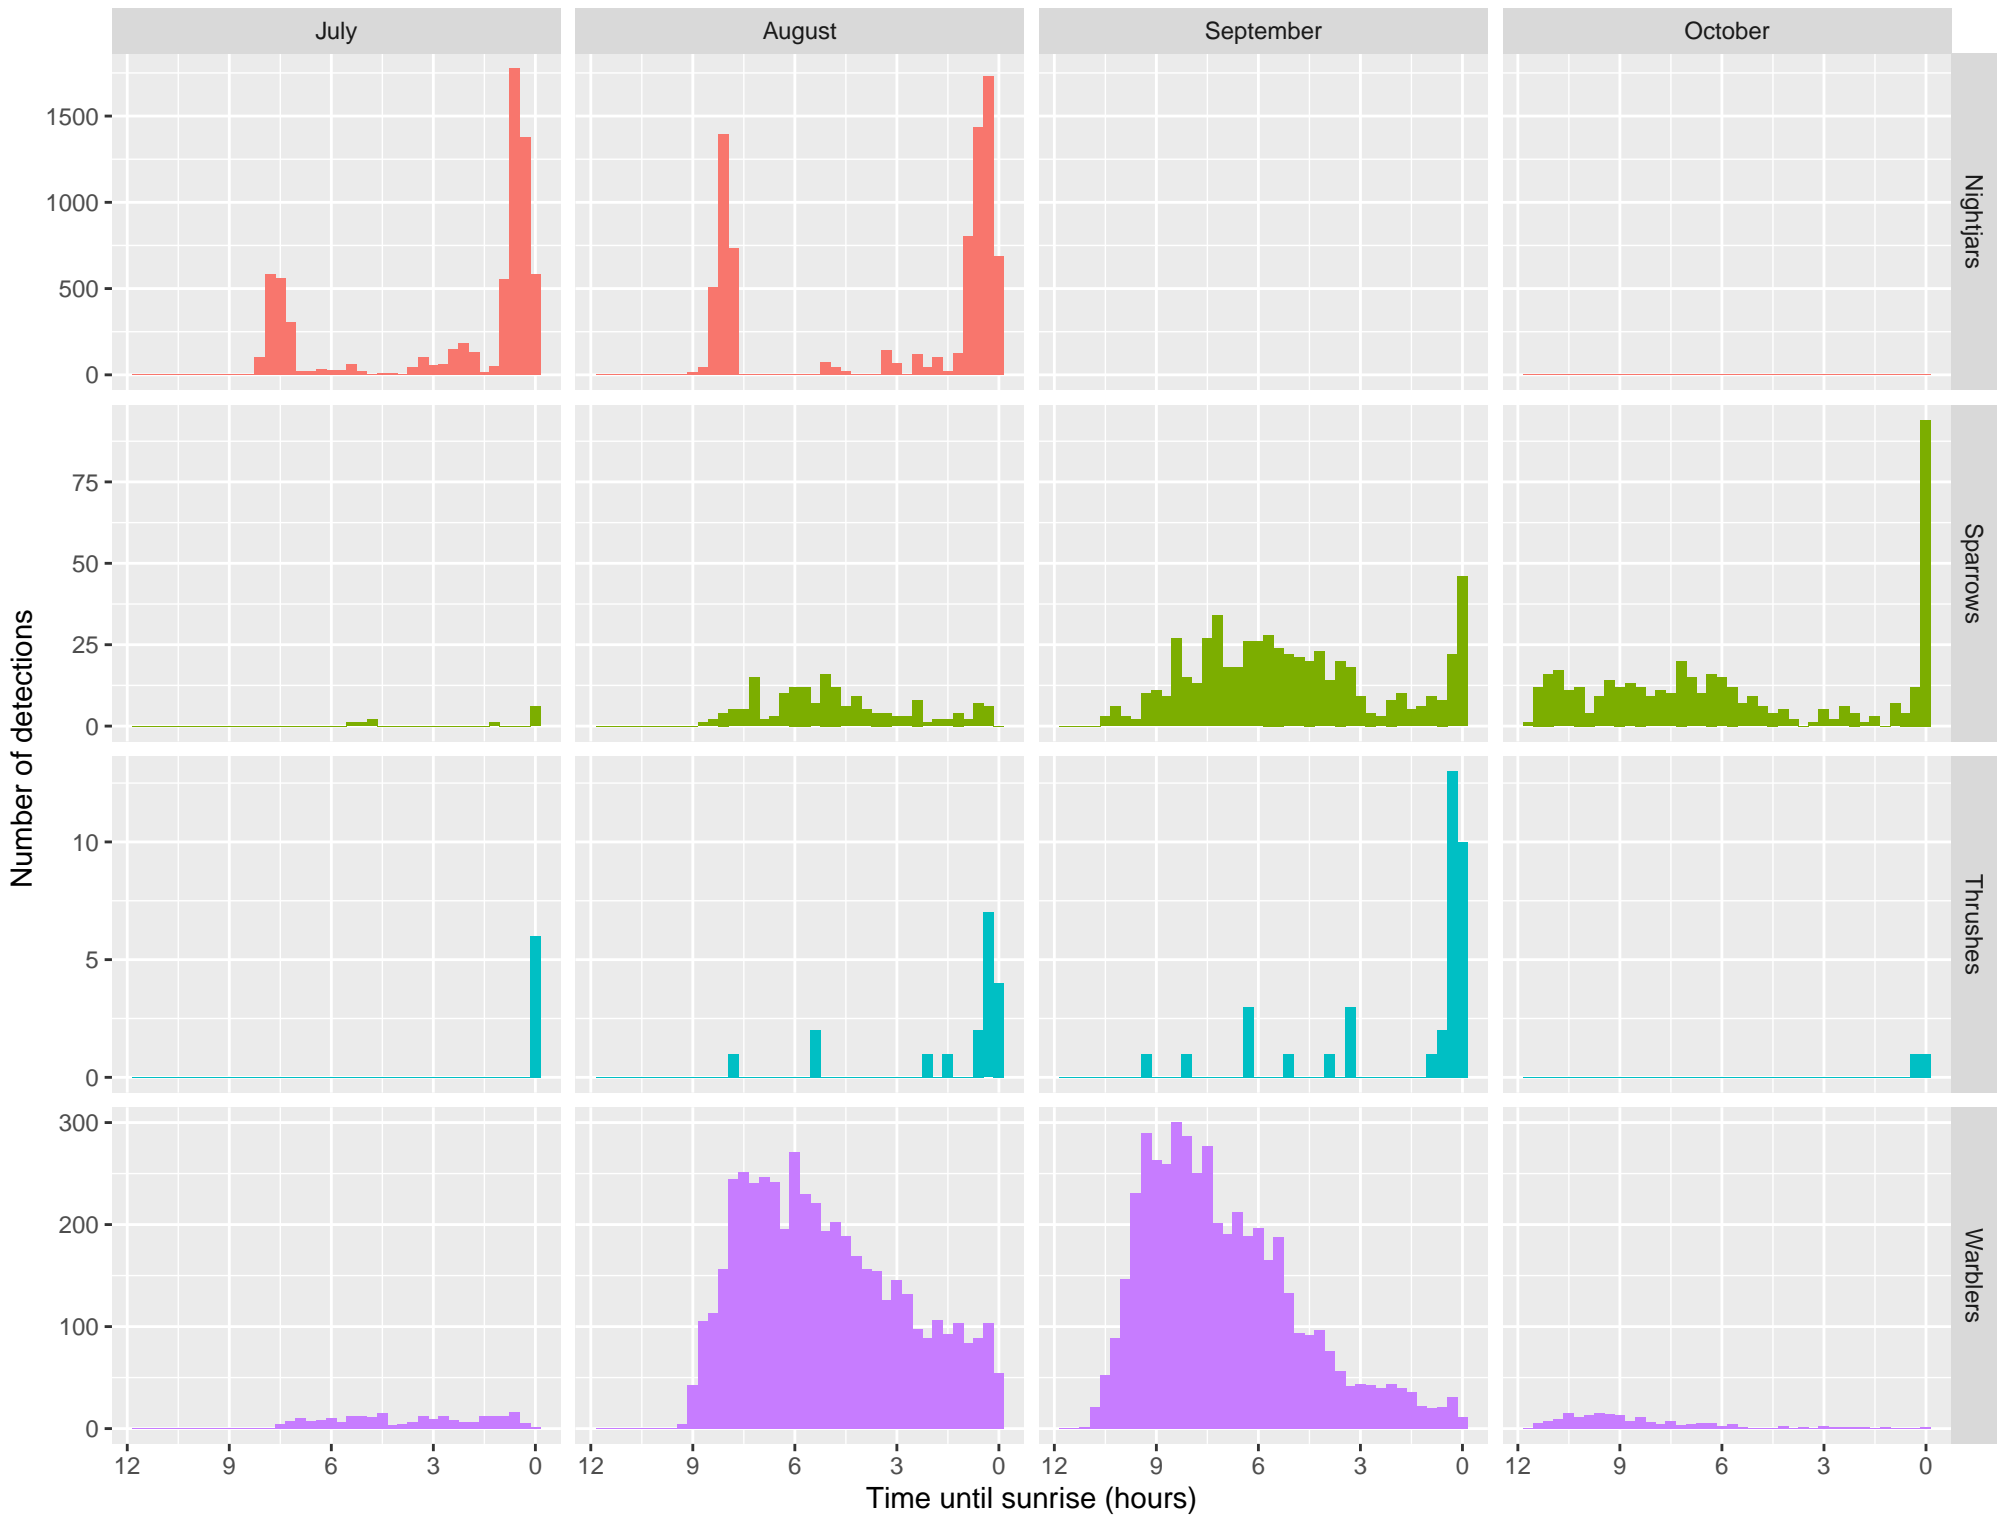 July August September October
1500
1000
500
0
Nightjars
75
50
25
0
Sparrows
10
5
0
Thrushes
300
200
100
0
Warblers
12 9 6 3 0 12 9 6 3 0 12 9 6 3 0 12 9 6 3 0
Time until sunrise (hours)
Number of detections